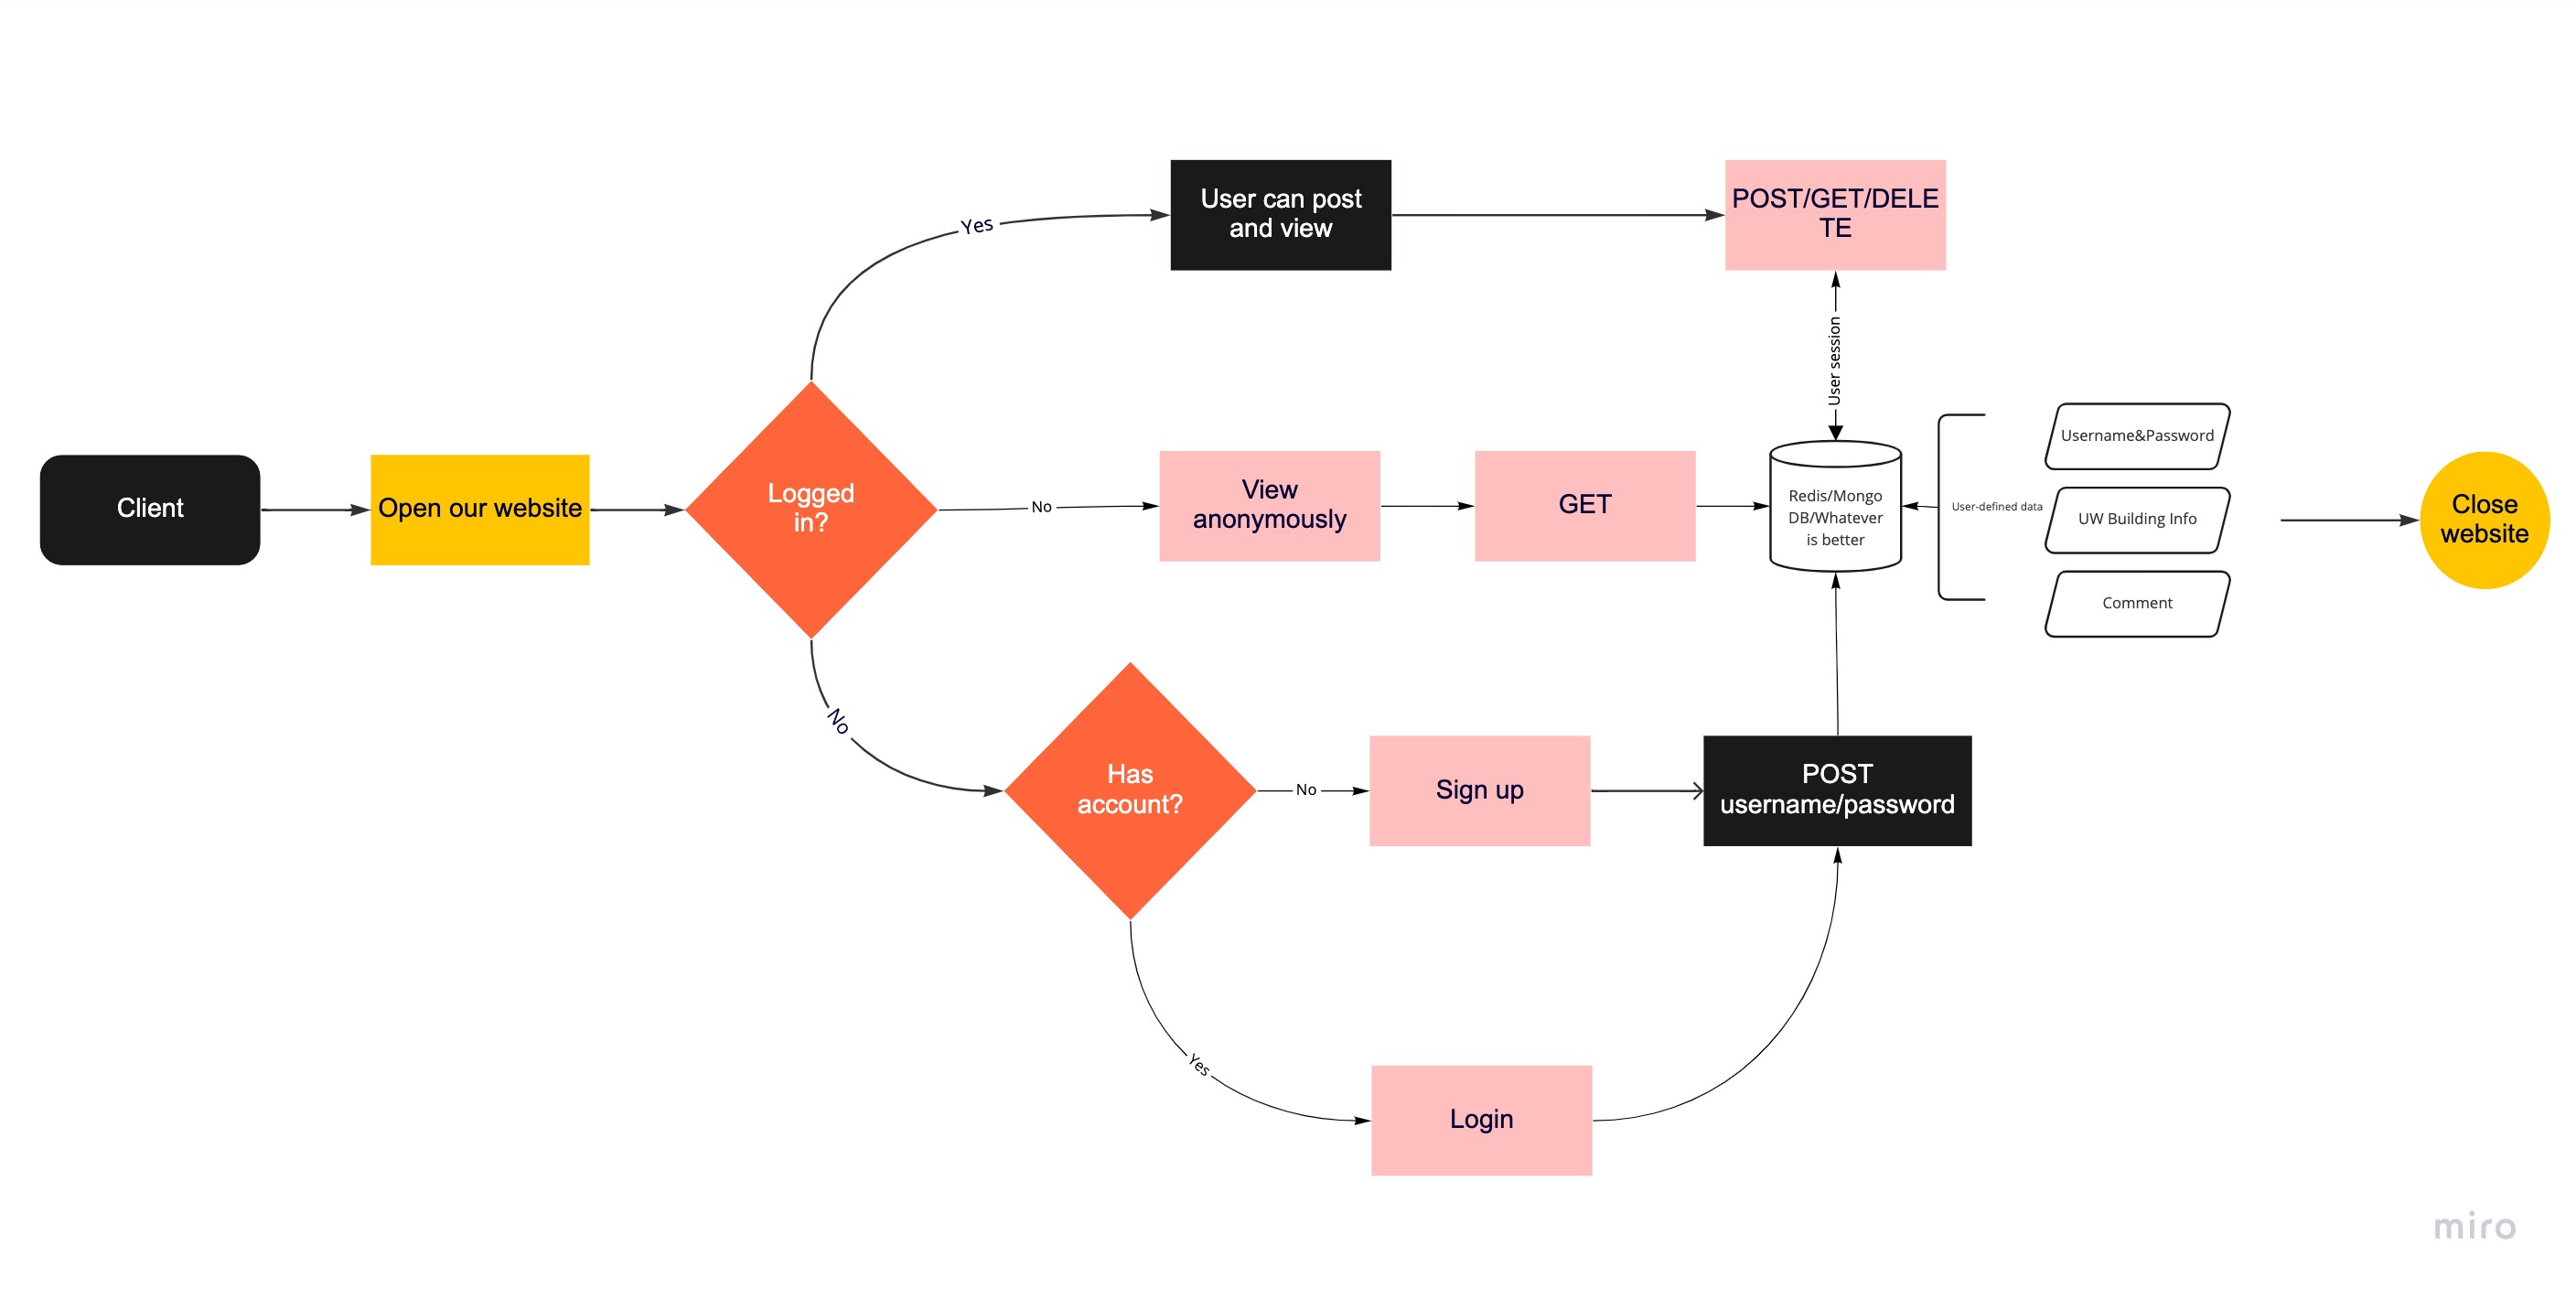 User can post
and view
POST/GET/DELE
TE
Yes
User session
Client
Open our website
Logged
in?
No
View
anonymously
GET
Redis/Mongo
DB/Whatever
is better
User-defined data
Username&Password
UW Building Info
Comment
Close
website
No
Has
account?
No
Sign up
POST
username/password
Yes
Login
miro